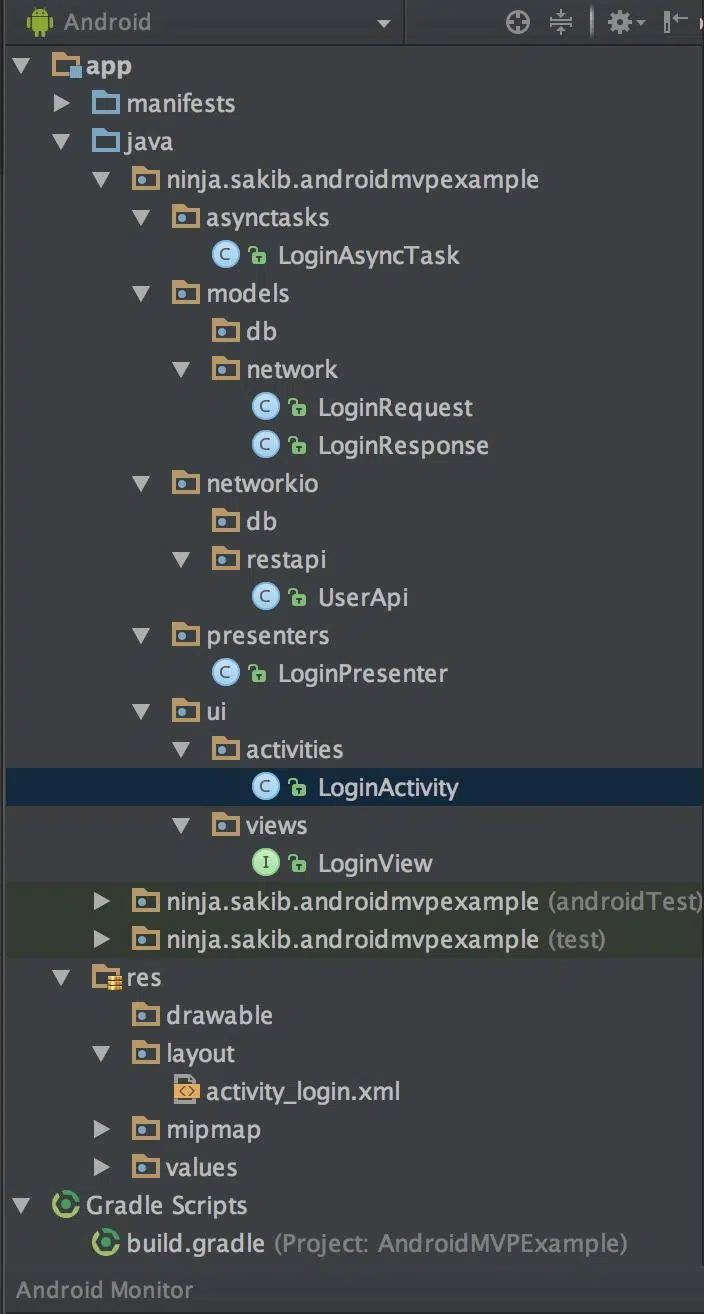 Android
app
manifests
java
ninja.sakib.androidmvpexample
asynctasks
C LoginAsyncTask
models
db
network
C LoginRequest
C LoginResponse
networkio
db
restapi
C UserApi
presenters
C LoginPresenter
ui
activities
C LoginActivity
views
I LoginView
ninja.sakib.androidmvpexample (androidTest)
ninja.sakib.androidmvpexample (test)
res
drawable
layout
activity_login.xml
mipmap
values
Gradle Scripts
build.gradle (Project: AndroidMVPExample)
Android Monitor